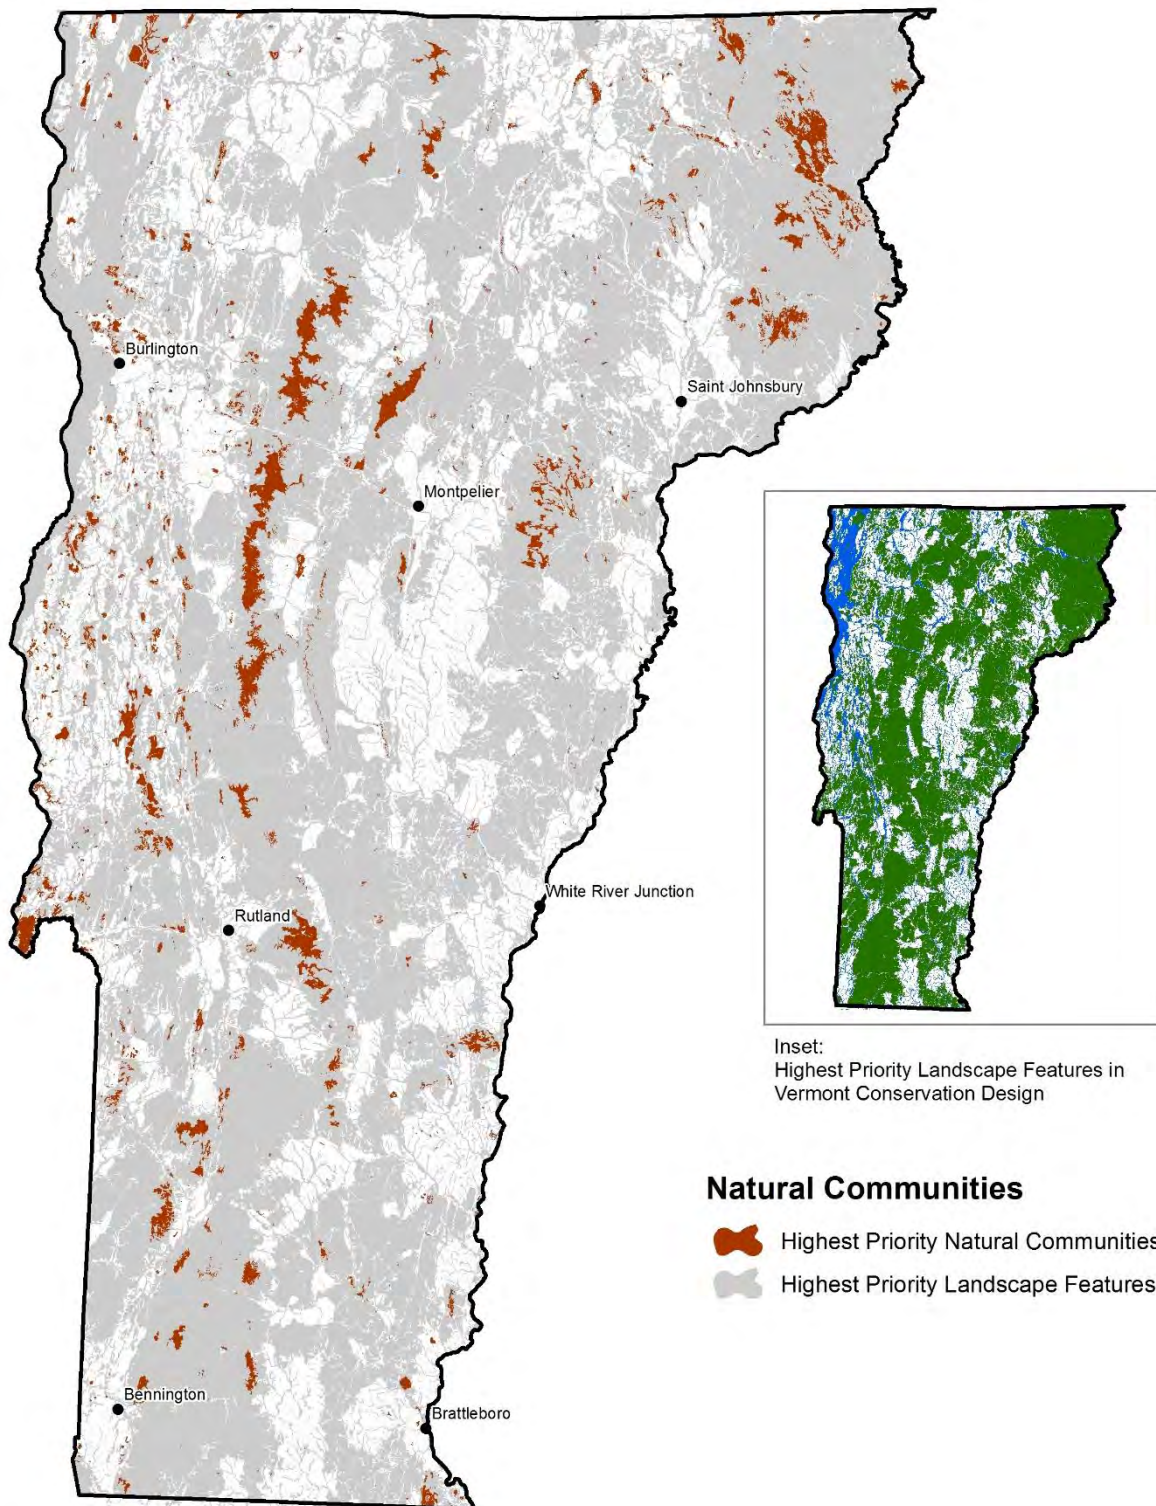 Burlington
Saint Johnsbury
Montpelier
White River Junction
Rutland
Inset:
Highest Priority Landscape Features in
Vermont Conservation Design
Natural Communities
Highest Priority Natural Communities
Highest Priority Landscape Features
Bennington
Brattleboro